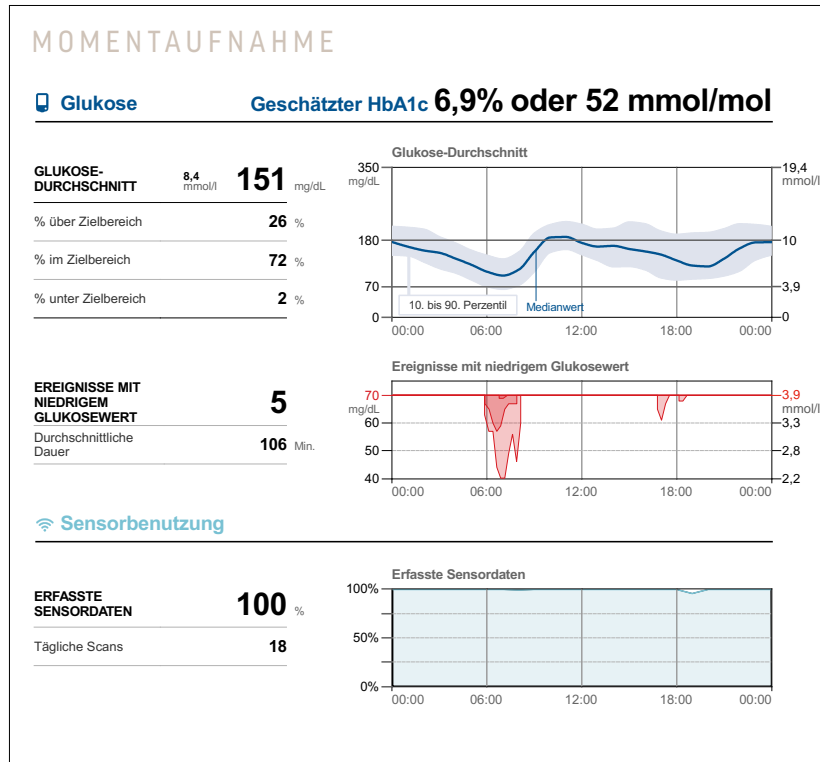 MOMENTAUFNAHME
Glukose
Geschätzter HbA1c 6,9% oder 52 mmol/mol
GLUKOSE-
DURCHSCHNITT
8,4
mmol/l
151 mg/dL
% über Zielbereich 26 %
% im Zielbereich 72 %
% unter Zielbereich 2 %
Glukose-Durchschnitt
350
mg/dL
180
70
0
19,4
mmol/l
10
3,9
0
10. bis 90. Perzentil
Medianwert
00:00 06:00 12:00 18:00 00:00
EREIGNISSE MIT
NIEDRIGEM
GLUKOSEWERT
5
Durchschnittliche
Dauer
106 Min.
Ereignisse mit niedrigem Glukosewert
70
mg/dL
60
50
40
3,9
mmol/l
3,3
2,8
2,2
00:00 06:00 12:00 18:00 00:00
Sensorbenutzung
ERFASSTE
SENSORDATEN
100 %
Tägliche Scans 18
Erfasste Sensordaten
100%
50%
0%
00:00 06:00 12:00 18:00 00:00